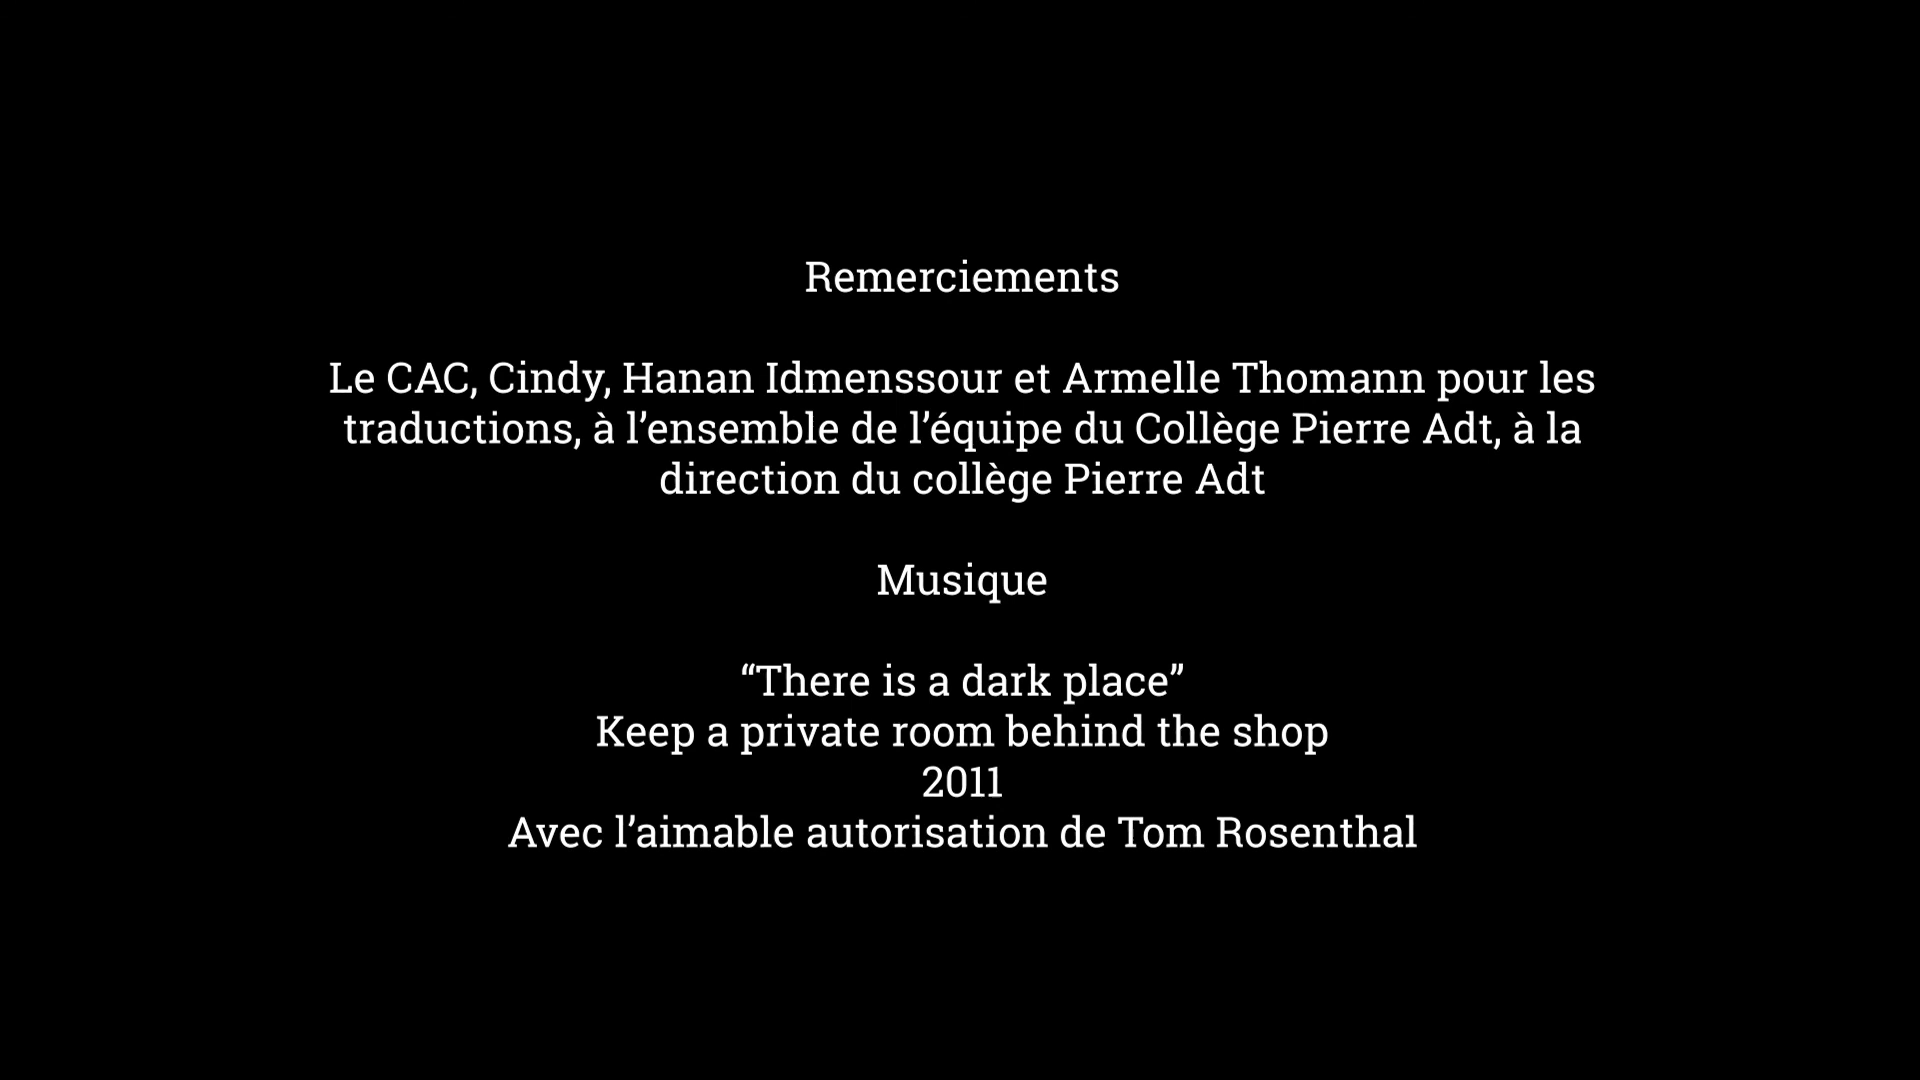 Remerciements
Le CAC, Cindy, Hanan Idmenssour et Armelle Thomann pour les
traductions, à l’ensemble de l’équipe du Collège Pierre Adt, à la
direction du collège Pierre Adt
Musique
“There is a dark place”
Keep a private room behind the shop
2011
Avec l’aimable autorisation de Tom Rosenthal